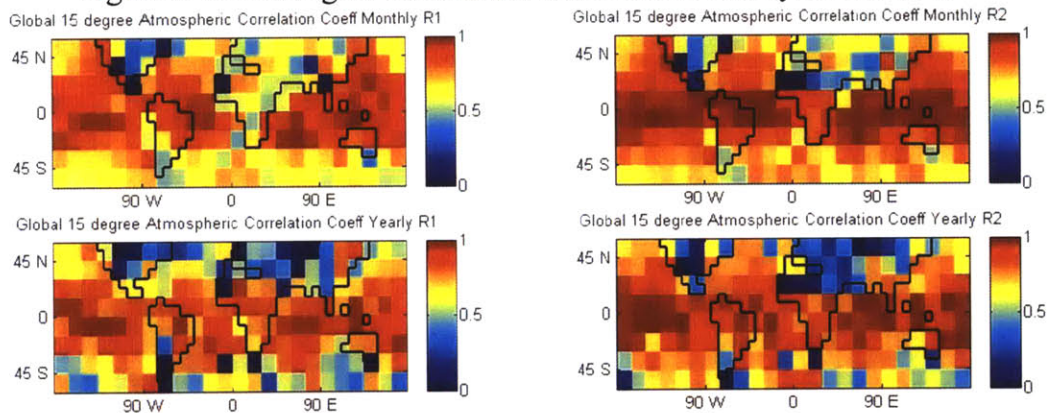 Global 15 degree Atmospheric Correlation Coeff Monthly R1
45 N
0
45 S
90 W 0 90 E
1
0.5
0
Global 15 degree Atmospheric Correlation Coeff Monthly R2
45 N
0
45 S
90 W 0 90 E
1
0.5
0
Global 15 degree Atmospheric Correlation Coeff Yearly R1
45 N
0
45 S
90 W 0 90 E
1
0.5
0
Global 15 degree Atmospheric Correlation Coeff Yearly R2
45 N
0
45 S
90 W 0 90 E
1
0.5
0